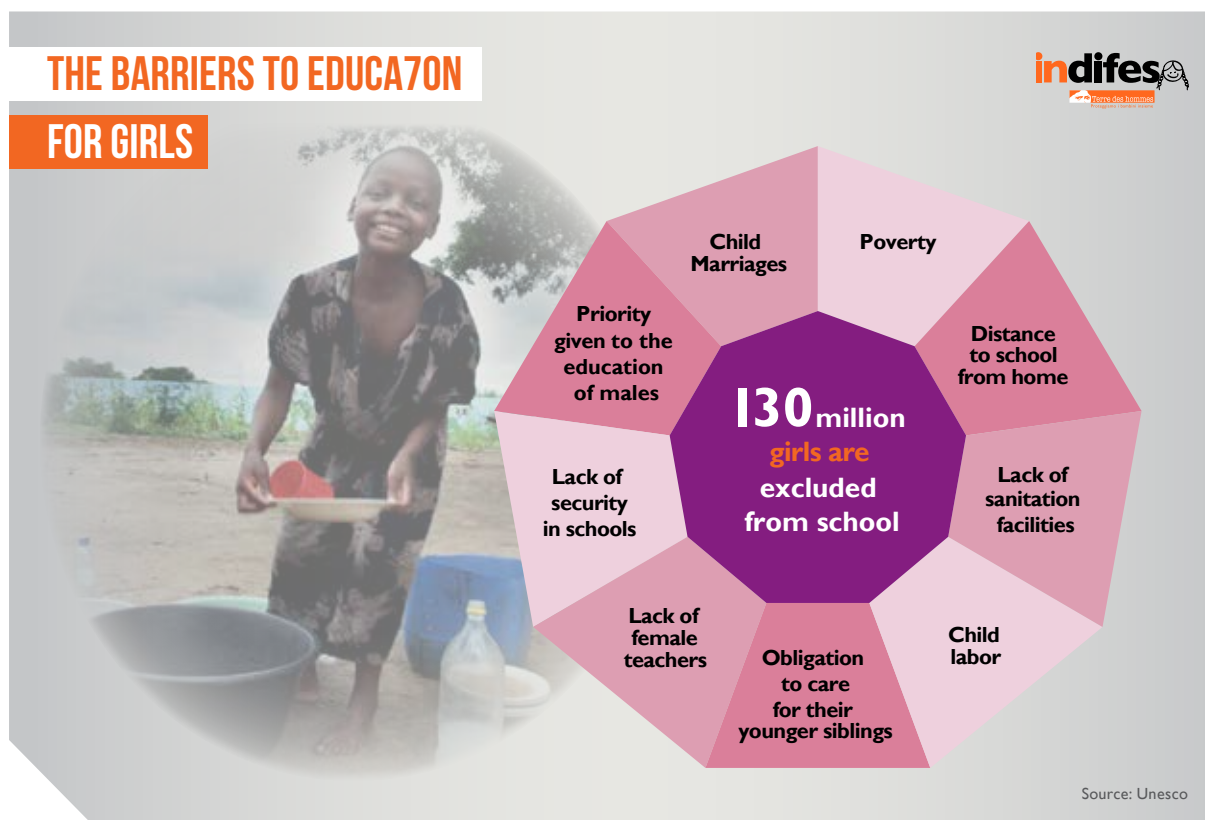 THE BARRIERS TO EDUCA7ON
FOR GIRLS
indifes
Terre des hommes
Child
Marriages
Poverty
Distance
to school
from home
Lack of
sanitation
facilities
Child
labor
Obligation
to care
for their
younger siblings
Lack of
female
teachers
Lack of
security
in schools
Priority
given to the
education
of males
130 million
girls are
excluded
from school
Source: Unesco